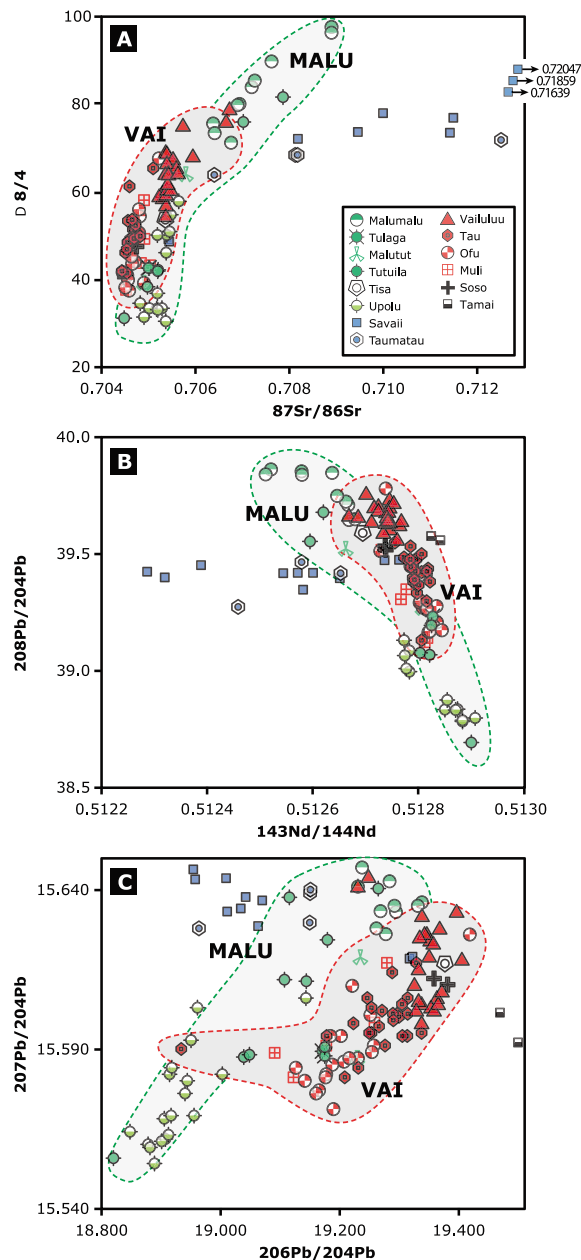 A
MALU
VAI
0.72047
0.71859
0.71639
D 8/4
100
80
60
40
20
Malumalu
Tulaga
Malutut
Tutuila
Tisa
Upolu
Savaii
Taumatau
Vailuluu
Tau
Ofu
Muli
Soso
Tamai
0.704 0.706 0.708 0.710 0.712
87Sr/86Sr
B
MALU
VAI
208Pb/204Pb
40.0
39.5
39.0
38.5
0.5122 0.5124 0.5126 0.5128 0.5130
143Nd/144Nd
C
MALU
VAI
207Pb/204Pb
15.640
15.590
15.540
18.800 19.000 19.200 19.400
206Pb/204Pb